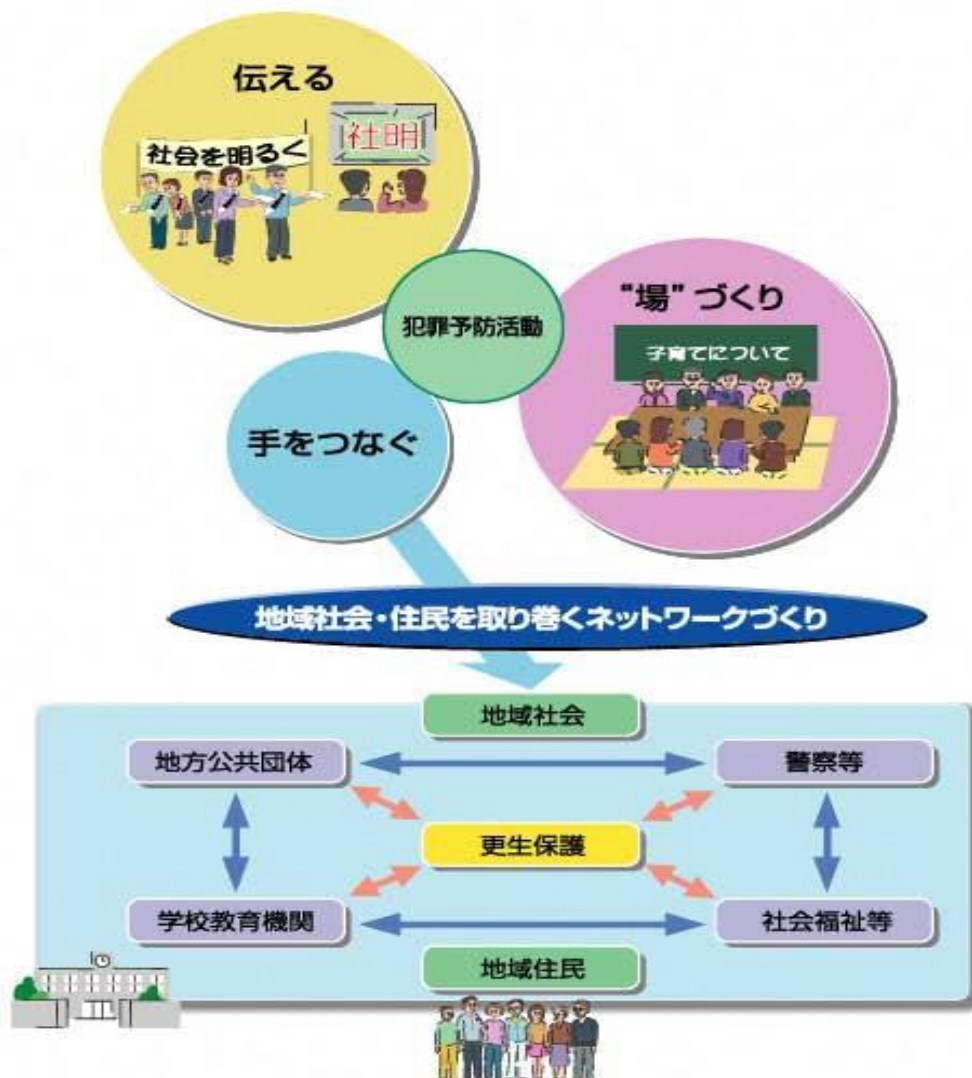 伝える
社会を明るく
社明
犯罪予防活動
"場"づくり
子育てについて
手をつなぐ
地域社会・住民を取り巻くネットワークづくり
地域社会
地方公共団体
警察等
更生保護
学校教育機関
社会福祉等
地域住民